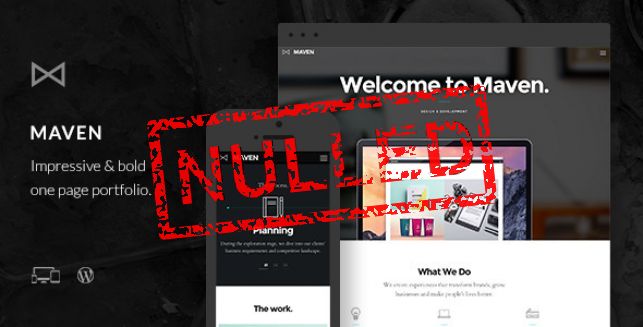 MAVEN
Impressive & bold
one page portfolio.
NULLED
MAVEN
Welcome to Maven.
DESIGN & DEVELOPMENT
MAVEN
Planning
During the exploration stage, we dive into our clients'
business requirements and competitive landscape.
The work.
What We Do
We create experiences that transform brands, grow
businesses and make people's lives better.